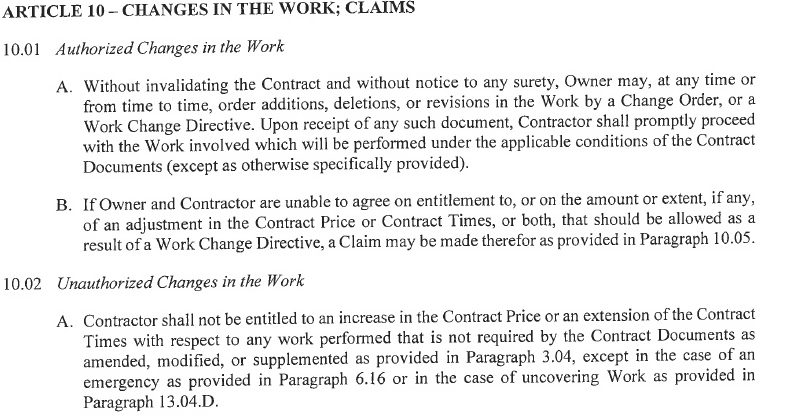 ARTICLE 10 – CHANGES IN THE WORK; CLAIMS
10.01 Authorized Changes in the Work
A. Without invalidating the Contract and without notice to any surety, Owner may, at any time or
from time to time, order additions, deletions, or revisions in the Work by a Change Order, or a
Work Change Directive. Upon receipt of any such document, Contractor shall promptly proceed
with the Work involved which will be performed under the applicable conditions of the Contract
Documents (except as otherwise specifically provided).
B. If Owner and Contractor are unable to agree on entitlement to, or on the amount or extent, if any,
of an adjustment in the Contract Price or Contract Times, or both, that should be allowed as a
result of a Work Change Directive, a Claim may be made therefor as provided in Paragraph 10.05.
10.02 Unauthorized Changes in the Work
A. Contractor shall not be entitled to an increase in the Contract Price or an extension of the Contract
Times with respect to any work performed that is not required by the Contract Documents as
amended, modified, or supplemented as provided in Paragraph 3.04, except in the case of an
emergency as provided in Paragraph 6.16 or in the case of uncovering Work as provided in
Paragraph 13.04.D.